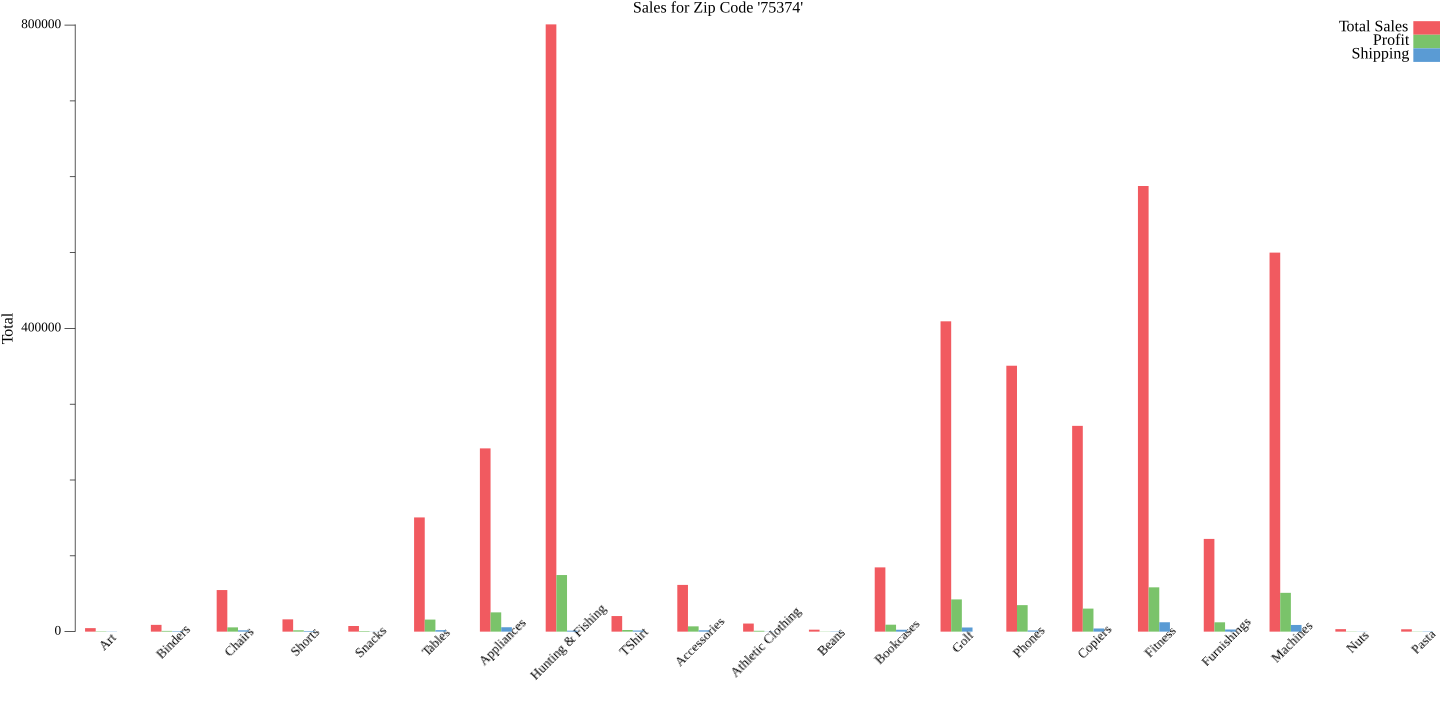 Sales for Zip Code '75374'
800000
Total Sales
Profit
Shipping
Total
400000
0
Art
Binders
Chairs
Shorts
Snacks
Tables
Appliances
Hunting & Fishing
TShirt
Accessories
Athletic Clothing
Beans
Bookcases
Golf
Phones
Copiers
Fitness
Furnishings
Machines
Nuts
Pasta